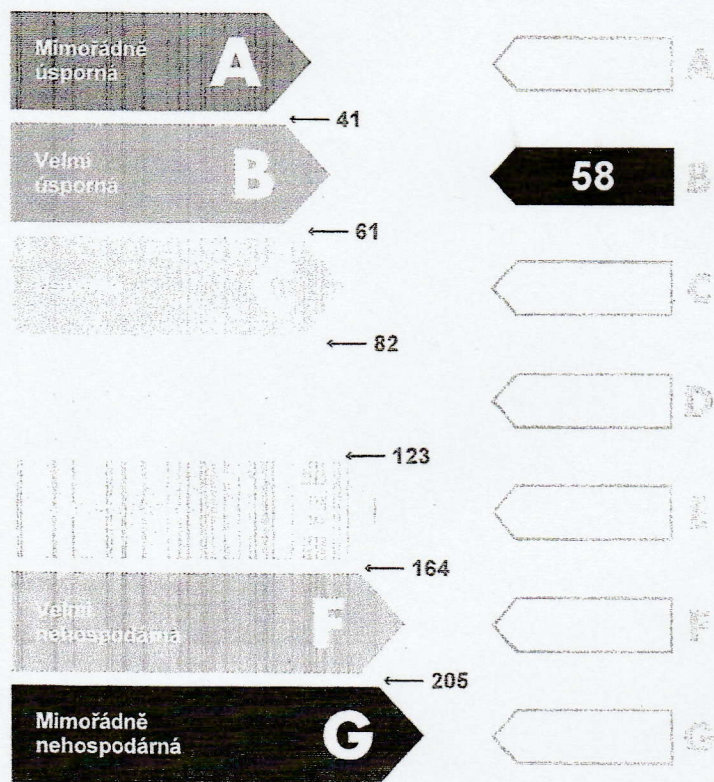 Mimořádně
úsporná
A
A
41
Velmi
úsporná
B
58
B
61
C
C
82
D
123
164
Velmi
nehospodárná
F
F
205
Mimořádně
nehospodárná
G
G